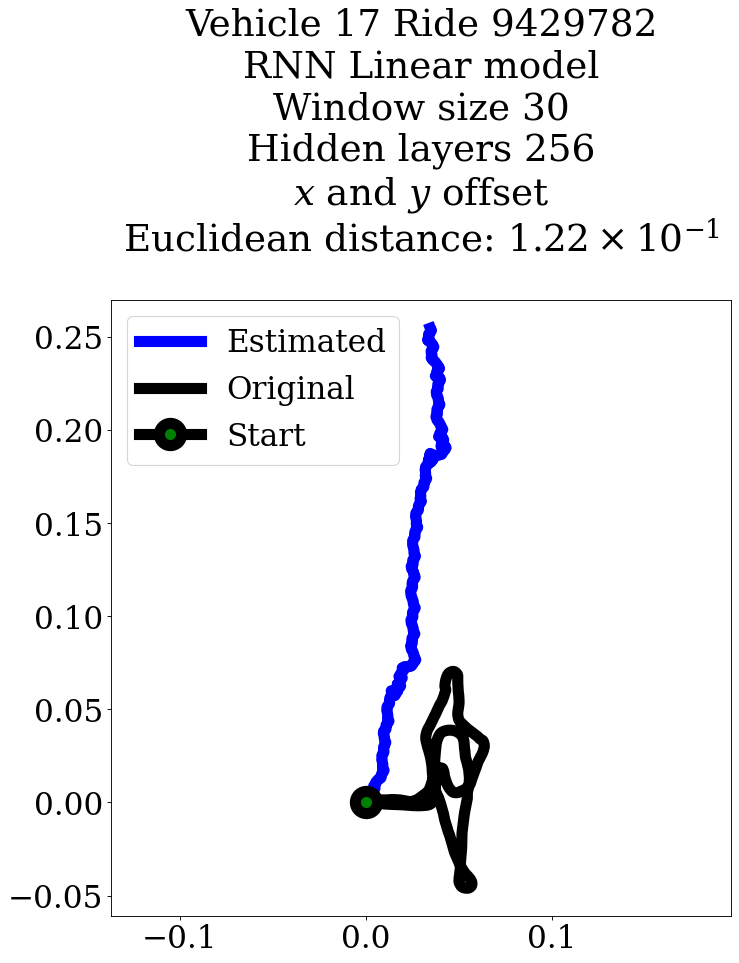 Vehicle 17 Ride 9429782
RNN Linear model
Window size 30
Hidden layers 256
x and y offset
Euclidean distance: 1.22 × 10⁻¹
Estimated
Original
Start
0.25
0.20
0.15
0.10
0.05
0.00
−0.05
−0.1 0.0 0.1